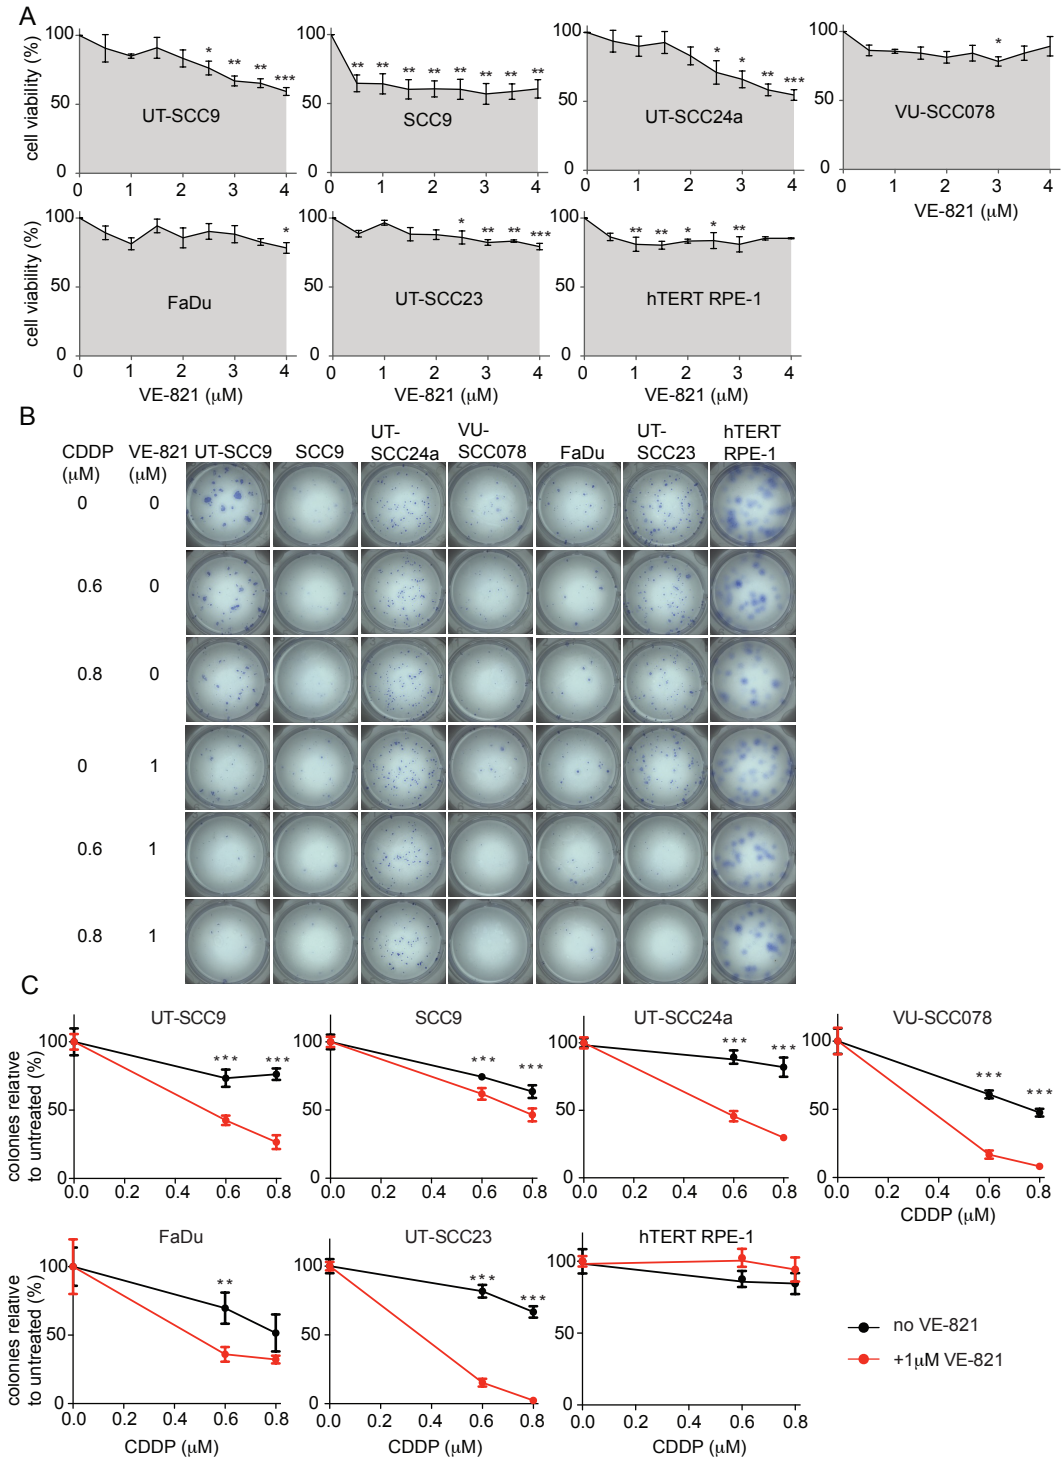 A
cell viability (%)
100
50
0
UT-SCC9
* ** ** ***
0 1 2 3 4
100
50
0
SCC9
** ** ** ** ** ** ** **
0 1 2 3 4
100
50
0
UT-SCC24a
* * ** ***
0 1 2 3 4
100
50
0
VU-SCC078
*
0 1 2 3 4
VE-821 (μM)
cell viability (%)
100
50
0
FaDu
*
0 1 2 3 4
VE-821 (μM)
100
50
0
UT-SCC23
* ** ** ***
0 1 2 3 4
VE-821 (μM)
100
50
0
hTERT RPE-1
** ** * * **
0 1 2 3 4
VE-821 (μM)
B
CDDP (μM)
VE-821 (μM)
UT-SCC9
SCC9
UT-SCC24a
VU-SCC078
FaDu
UT-SCC23
hTERT RPE-1
0 0
0.6 0
0.8 0
0 1
0.6 1
0.8 1
C
colonies relative
to untreated (%)
UT-SCC9
100
50
0
*** ***
0.0 0.2 0.4 0.6 0.8
SCC9
100
50
0
*** ***
0.0 0.2 0.4 0.6 0.8
UT-SCC24a
100
50
0
*** ***
0.0 0.2 0.4 0.6 0.8
VU-SCC078
100
50
0
*** ***
0.0 0.2 0.4 0.6 0.8
CDDP (μM)
colonies relative
to untreated (%)
FaDu
100
50
0
**
0.0 0.2 0.4 0.6 0.8
CDDP (μM)
UT-SCC23
100
50
0
*** ***
0.0 0.2 0.4 0.6 0.8
CDDP (μM)
hTERT RPE-1
100
50
0
0.0 0.2 0.4 0.6 0.8
CDDP (μM)
no VE-821
+1μM VE-821